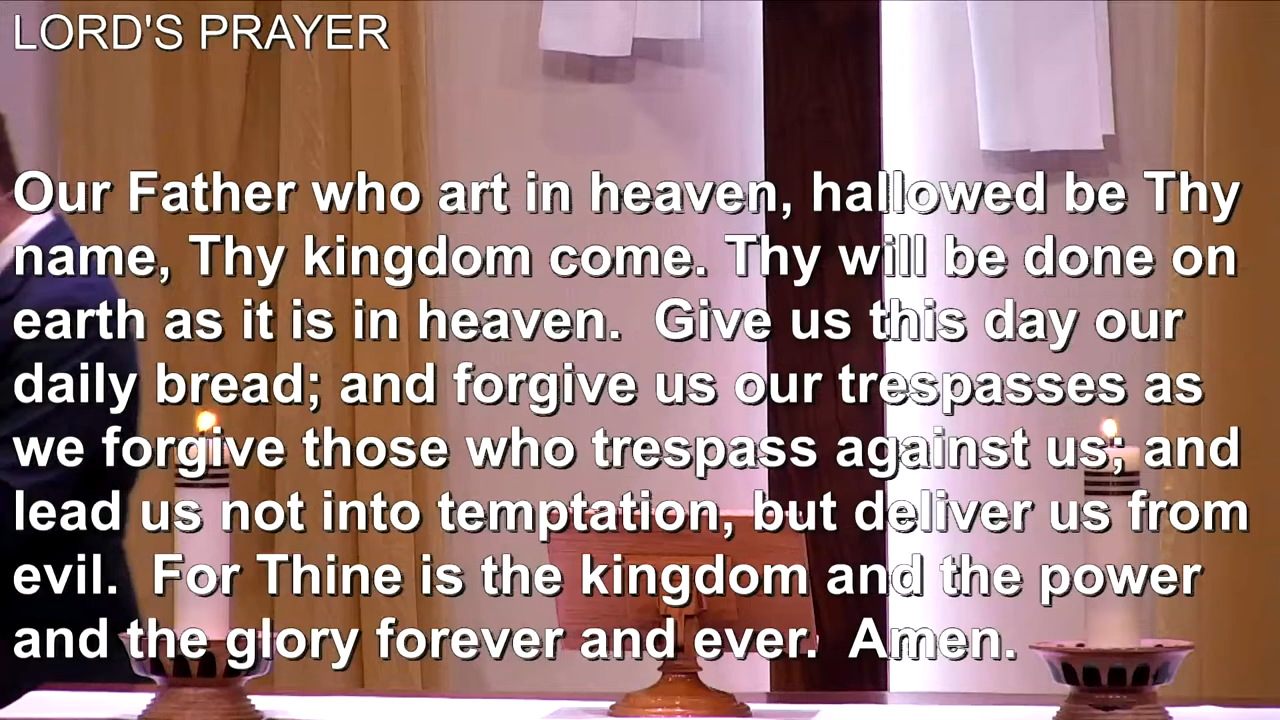 LORD'S PRAYER
Our Father who art in heaven, hallowed be Thy
name, Thy kingdom come. Thy will be done on
earth as it is in heaven.  Give us this day our
daily bread; and forgive us our trespasses as
we forgive those who trespass against us; and
lead us not into temptation, but deliver us from
evil.  For Thine is the kingdom and the power
and the glory forever and ever.  Amen.